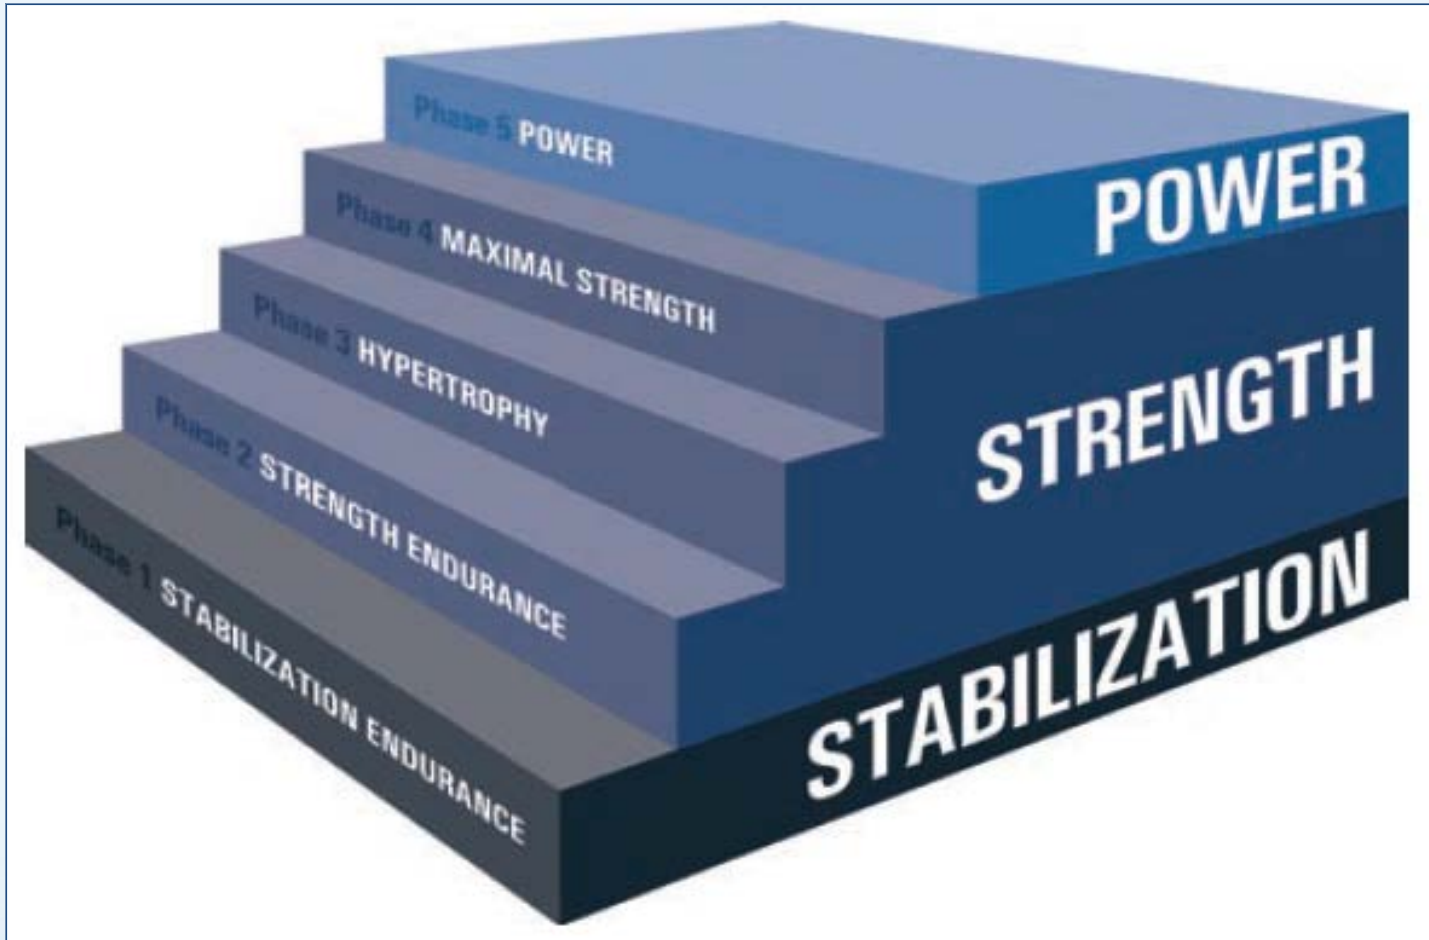 Phase 5 POWER
Phase 4 MAXIMAL STRENGTH
Phase 3 HYPERTROPHY
Phase 2 STRENGTH ENDURANCE
Phase 1 STABILIZATION ENDURANCE
POWER
STRENGTH
STABILIZATION